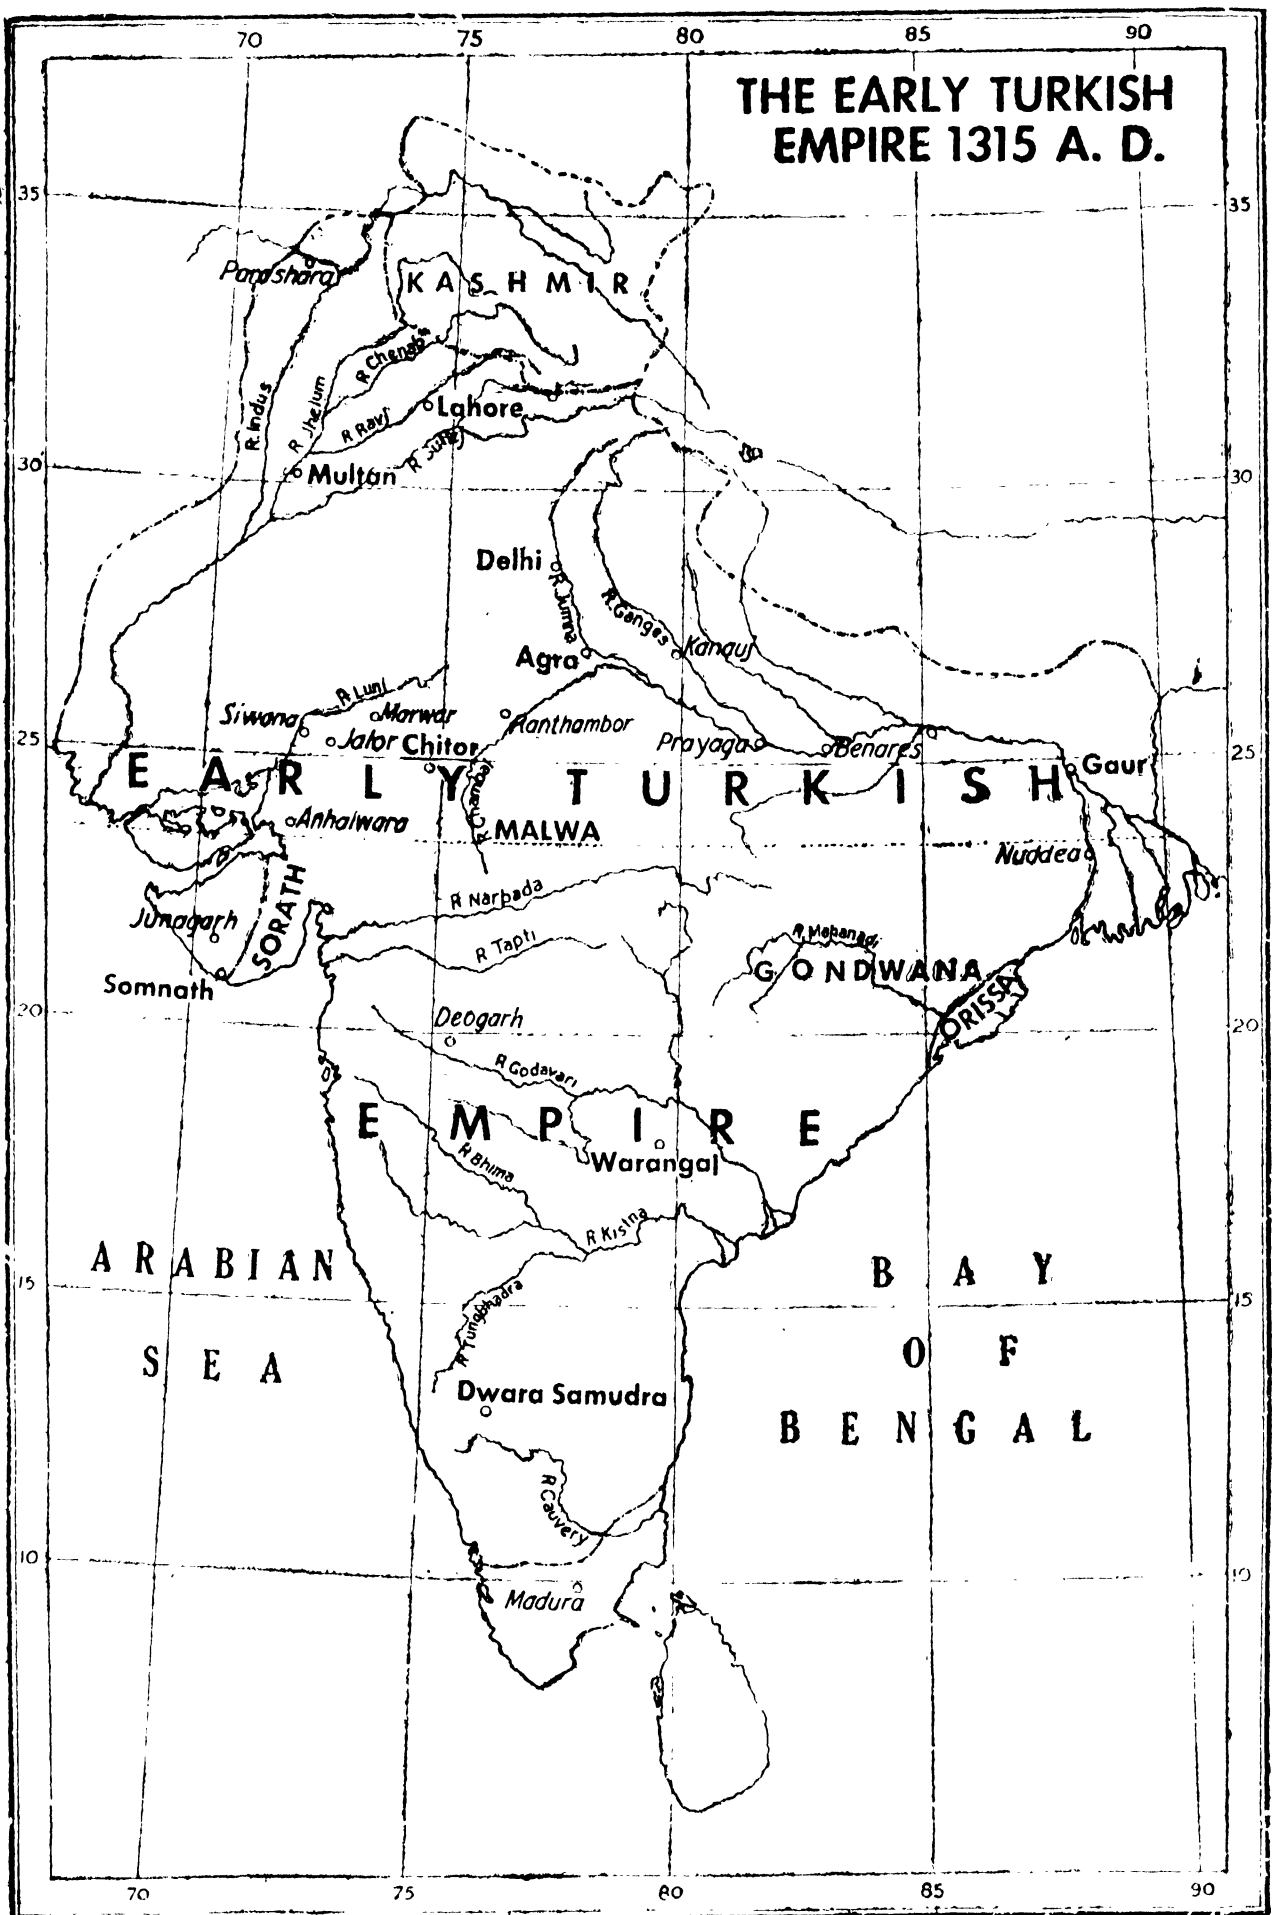 70 75 80 85 90
THE EARLY TURKISH
EMPIRE 1315 A. D.
35 35
KASHMIR
R Chenab
R. Indus
R Jhelum
R Ravi
Lahore
R Sutlej
30 30
Multan
Delhi
R. Jumna
R. Ganges
Kanauj
Agra
R Luni
Siwana
Marwar
Ranthambor
Jalor
Chitor
Prayaga
Benares
25 25
Gaur
EARLY TURKISH
R Chambal
Anhalwara
MALWA
Nuddea
R Narbada
SORATH
Junagarh
R Tapti
R. Mahanadi
GONDWANA
Somnath
ORISSA
20 20
Deogarh
R Godavari
EMPIRE
Warangal
R Bhima
R Kistna
ARABIAN
SEA
BAY
OF
BENGAL
15 15
R Tungbhadra
Dwara Samudra
R Cauvery
10 10
Madura
70 75 80 85 90